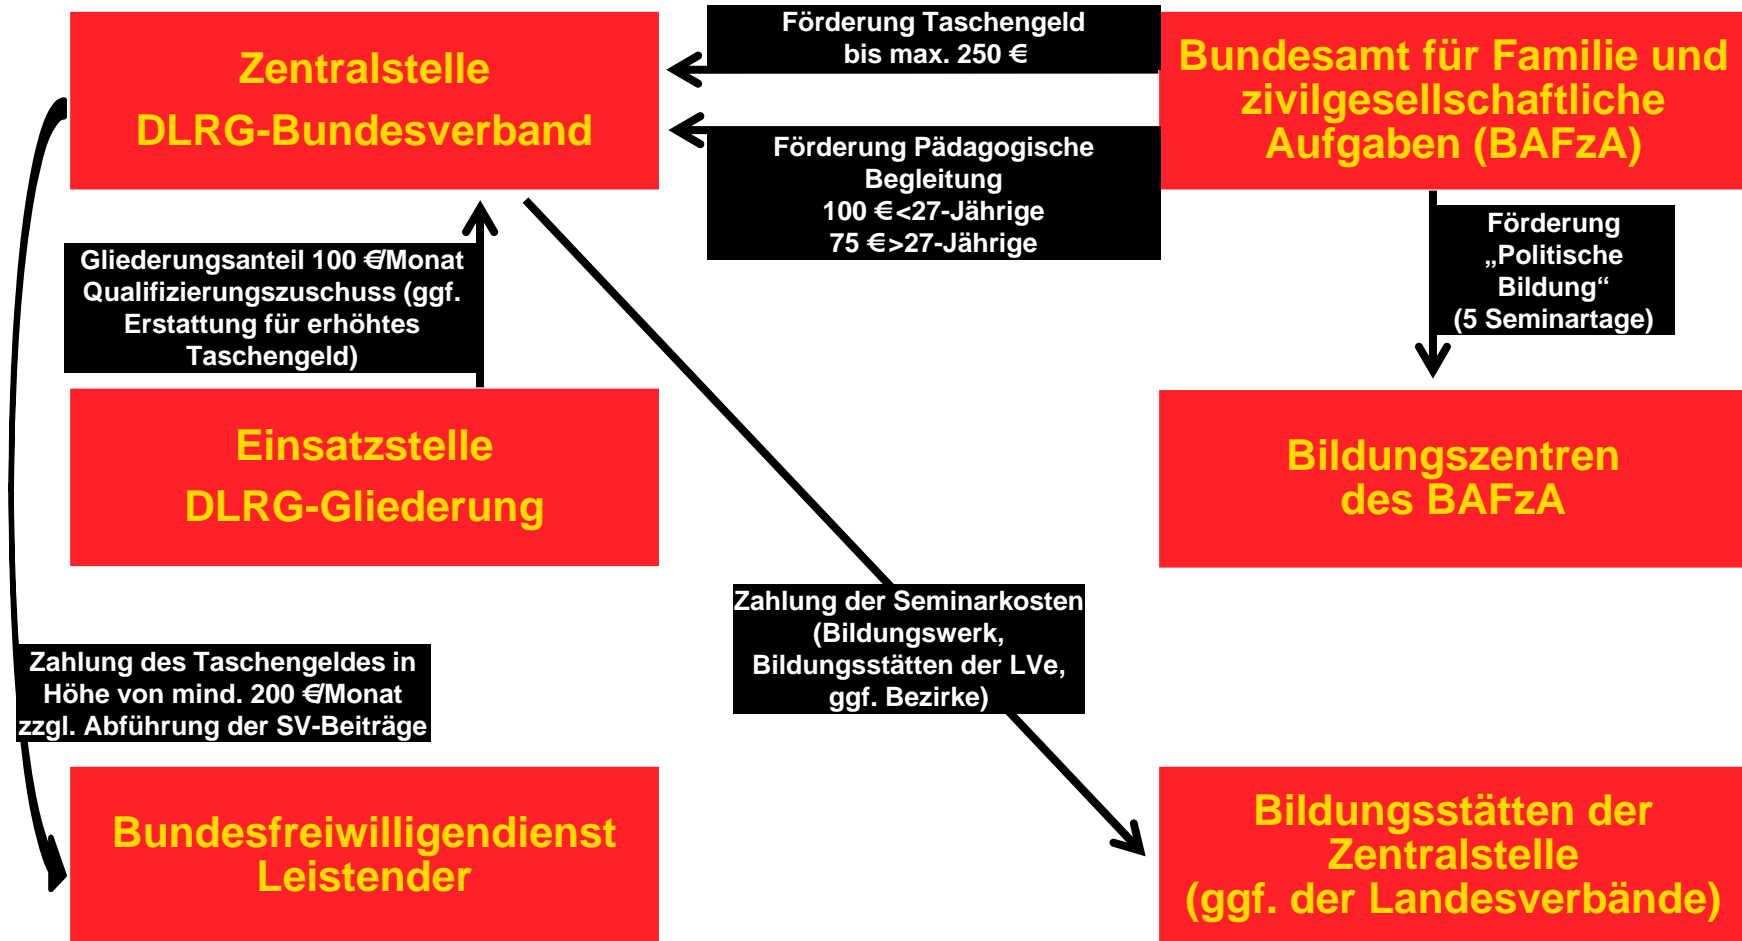 Zentralstelle
DLRG-Bundesverband
Förderung Taschengeld
bis max. 250 €
Bundesamt für Familie und
zivilgesellschaftliche
Aufgaben (BAFzA)
Förderung Pädagogische
Begleitung
100 €<27-Jährige
75 €>27-Jährige
Förderung
„Politische
Bildung“
(5 Seminartage)
Gliederungsanteil 100 €/Monat
Qualifizierungszuschuss (ggf.
Erstattung für erhöhtes
Taschengeld)
Einsatzstelle
DLRG-Gliederung
Bildungszentren
des BAFzA
Zahlung der Seminarkosten
(Bildungswerk,
Bildungsstätten der LVe,
ggf. Bezirke)
Zahlung des Taschengeldes in
Höhe von mind. 200 €/Monat
zzgl. Abführung der SV-Beiträge
Bundesfreiwilligendienst
Leistender
Bildungsstätten der
Zentralstelle
(ggf. der Landesverbände)